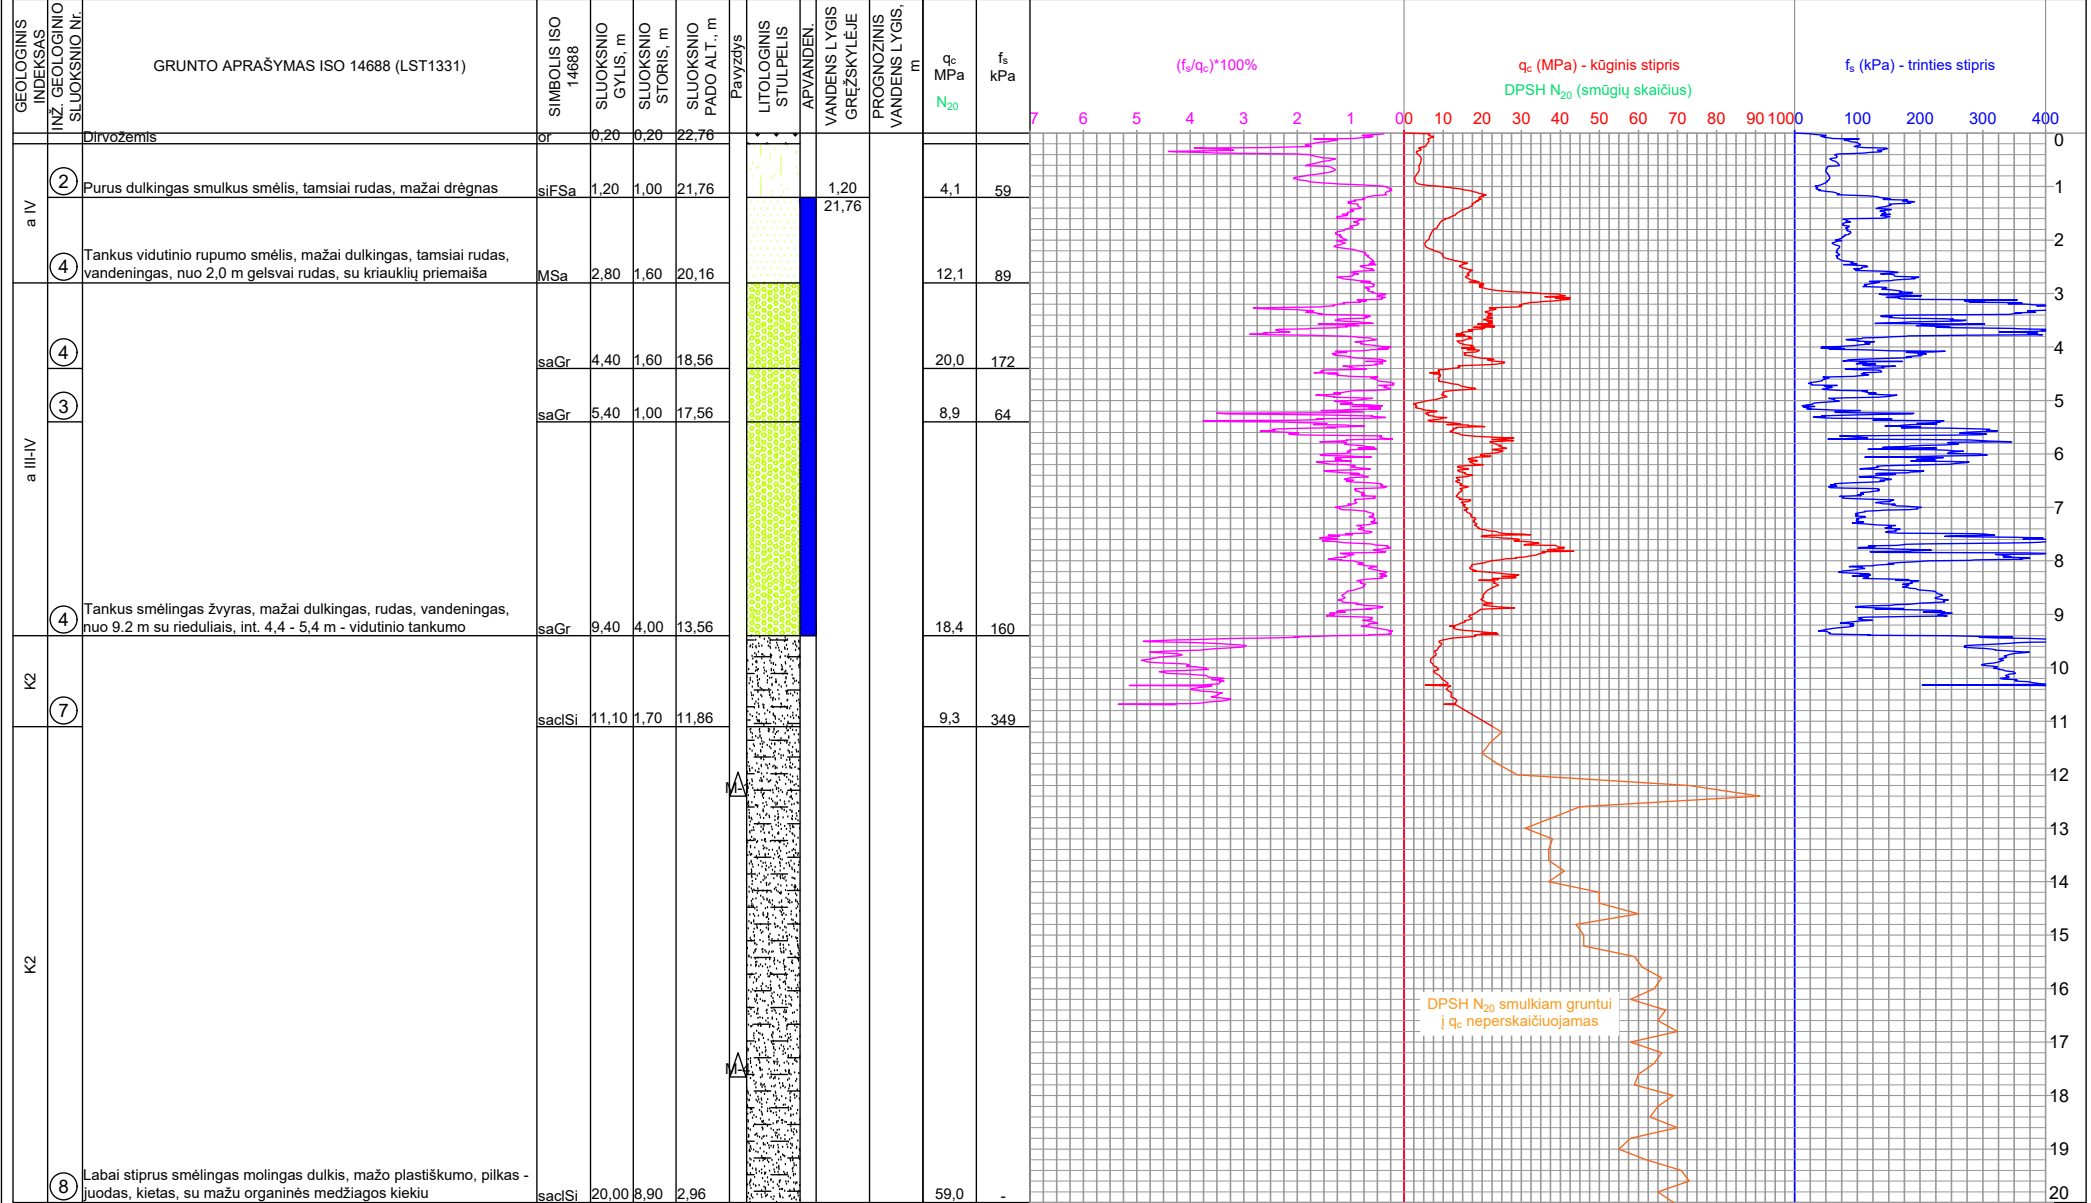 GEOLOGINIS
INDEKSAS
INŽ. GEOLOGINIO
SLUOKSNIO Nr.
GRUNTO APRAŠYMAS ISO 14688 (LST1331)
SIMBOLIS ISO
14688
SLUOKSNIO
GYLIS, m
SLUOKSNIO
STORIS, m
SLUOKSNIO
PADO ALT., m
Pavyzdys
LITOLOGINIS
STULPELIS
APVANDEN.
VANDENS LYGIS
GRĘŽSKYLĖJE
PROGNOZINIS
VANDENS LYGIS,
m
qc
MPa
N20
fs
kPa
(fs/qc)*100%
qc (MPa) - kūginis stipris
DPSH N20 (smūgių skaičius)
fs (kPa) - trinties stipris
7 6 5 4 3 2 1 0
0 10 20 30 40 50 60 70 80 90 100
0 100 200 300 400
Dirvožemis or 0,20 0,20 22,76
a IV
2 Purus dulkingas smulkus smėlis, tamsiai rudas, mažai drėgnas siFSa 1,20 1,00 21,76 1,20 4,1 59
21,76
Tankus vidutinio rupumo smėlis, mažai dulkingas, tamsiai rudas,
4 vandeningas, nuo 2,0 m gelsvai rudas, su kriauklių priemaiša MSa 2,80 1,60 20,16 12,1 89
a III-IV
4 saGr 4,40 1,60 18,56 20,0 172
3 saGr 5,40 1,00 17,56 8,9 64
Tankus smėlingas žvyras, mažai dulkingas, rudas, vandeningas,
4 nuo 9.2 m su rieduliais, int. 4,4 - 5,4 m - vidutinio tankumo saGr 9,40 4,00 13,56 18,4 160
K2
7 saclSi 11,10 1,70 11,86 9,3 349
K2
DPSH N20 smulkiam gruntui
į qc neperskaičiuojamas
Labai stiprus smėlingas molingas dulkis, mažo plastiškumo, pilkas -
8 juodas, kietas, su mažu organinės medžiagos kiekiu saclSi 20,00 8,90 2,96 59,0 -
0
1
2
3
4
5
6
7
8
9
10
11
12
13
14
15
16
17
18
19
20